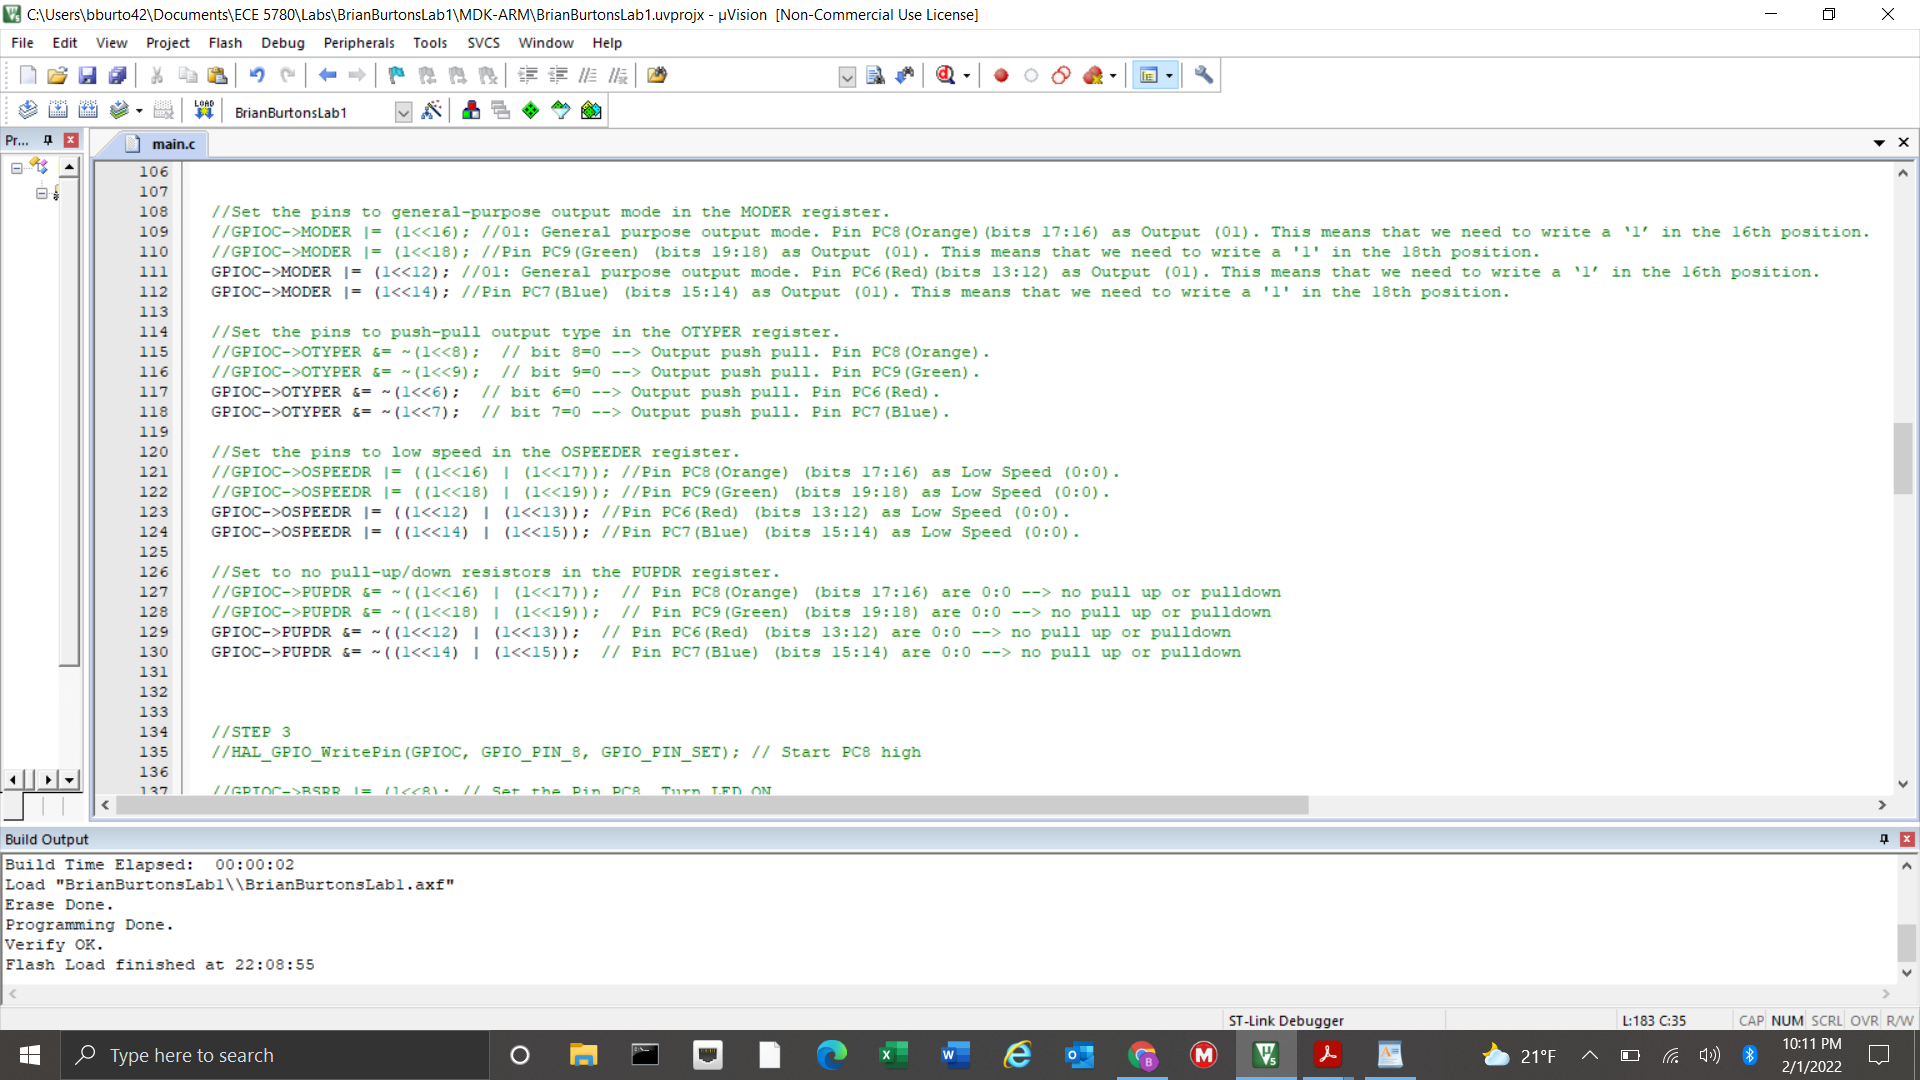 C:\Users\bburto42\Documents\ECE 5780\Labs\BrianBurtonsLab1\MDK-ARM\BrianBurtonsLab1.uvprojx - µVision  [Non-Commercial Use License]
File Edit View Project Flash Debug Peripherals Tools SVCS Window Help
LOAD BrianBurtonsLab1
Pr... main.c
106
107
108 //Set the pins to general-purpose output mode in the MODER register.
109 //GPIOC->MODER |= (1<<16); //01: General purpose output mode. Pin PC8(Orange)(bits 17:16) as Output (01). This means that we need to write a ‘1’ in the 16th position.
110 //GPIOC->MODER |= (1<<18); //Pin PC9(Green) (bits 19:18) as Output (01). This means that we need to write a '1' in the 18th position.
111 GPIOC->MODER |= (1<<12); //01: General purpose output mode. Pin PC6(Red)(bits 13:12) as Output (01). This means that we need to write a ‘1’ in the 16th position.
112 GPIOC->MODER |= (1<<14); //Pin PC7(Blue) (bits 15:14) as Output (01). This means that we need to write a '1' in the 18th position.
113
114 //Set the pins to push-pull output type in the OTYPER register.
115 //GPIOC->OTYPER &= ~(1<<8);  // bit 8=0 --> Output push pull. Pin PC8(Orange).
116 //GPIOC->OTYPER &= ~(1<<9);  // bit 9=0 --> Output push pull. Pin PC9(Green).
117 GPIOC->OTYPER &= ~(1<<6);  // bit 6=0 --> Output push pull. Pin PC6(Red).
118 GPIOC->OTYPER &= ~(1<<7);  // bit 7=0 --> Output push pull. Pin PC7(Blue).
119
120 //Set the pins to low speed in the OSPEEDER register.
121 //GPIOC->OSPEEDR |= ((1<<16) | (1<<17)); //Pin PC8(Orange) (bits 17:16) as Low Speed (0:0).
122 //GPIOC->OSPEEDR |= ((1<<18) | (1<<19)); //Pin PC9(Green) (bits 19:18) as Low Speed (0:0).
123 GPIOC->OSPEEDR |= ((1<<12) | (1<<13)); //Pin PC6(Red) (bits 13:12) as Low Speed (0:0).
124 GPIOC->OSPEEDR |= ((1<<14) | (1<<15)); //Pin PC7(Blue) (bits 15:14) as Low Speed (0:0).
125
126 //Set to no pull-up/down resistors in the PUPDR register.
127 //GPIOC->PUPDR &= ~((1<<16) | (1<<17));  // Pin PC8(Orange) (bits 17:16) are 0:0 --> no pull up or pulldown
128 //GPIOC->PUPDR &= ~((1<<18) | (1<<19));  // Pin PC9(Green) (bits 19:18) are 0:0 --> no pull up or pulldown
129 GPIOC->PUPDR &= ~((1<<12) | (1<<13));  // Pin PC6(Red) (bits 13:12) are 0:0 --> no pull up or pulldown
130 GPIOC->PUPDR &= ~((1<<14) | (1<<15));  // Pin PC7(Blue) (bits 15:14) are 0:0 --> no pull up or pulldown
131
132
133
134 //STEP 3
135 //HAL_GPIO_WritePin(GPIOC, GPIO_PIN_8, GPIO_PIN_SET); // Start PC8 high
136
137 //GPIOC->BSRR |= (1<<8); // Set the Pin PC8. Turn LED ON
Build Output
Build Time Elapsed:  00:00:02
Load "BrianBurtonsLab1\\BrianBurtonsLab1.axf"
Erase Done.
Programming Done.
Verify OK.
Flash Load finished at 22:08:55
ST-Link Debugger L:183 C:35 CAP NUM SCRL OVR R/W
Type here to search 21°F 10:11 PM
2/1/2022